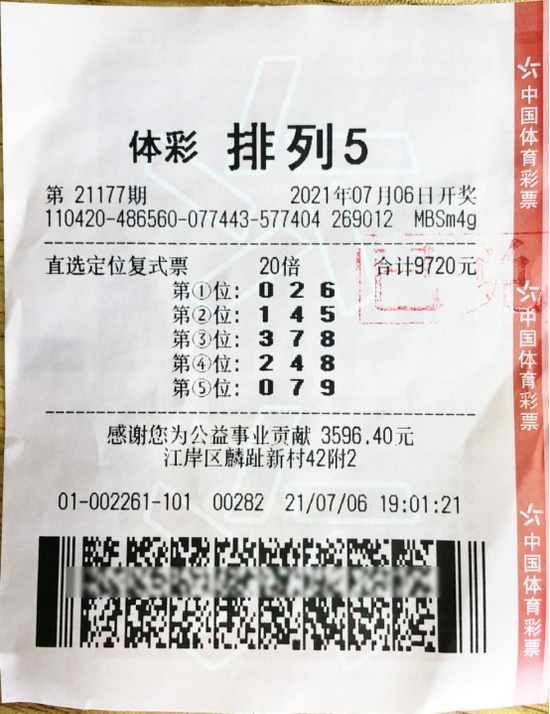 体彩 排列5
第 21177期 2021年07月06日开奖
110420-486560-077443-577404 269012 MBSm4g
直选定位复式票 20倍 合计9720元
第①位: 0 2 6
第②位: 1 4 5
第③位: 3 7 8
第④位: 2 4 8
第⑤位: 0 7 9
感谢您为公益事业贡献 3596.40元
江岸区麟趾新村42附2
01-002261-101 00282 21/07/06 19:01:21
中国体育彩票
中国体育彩票
中国体育彩票